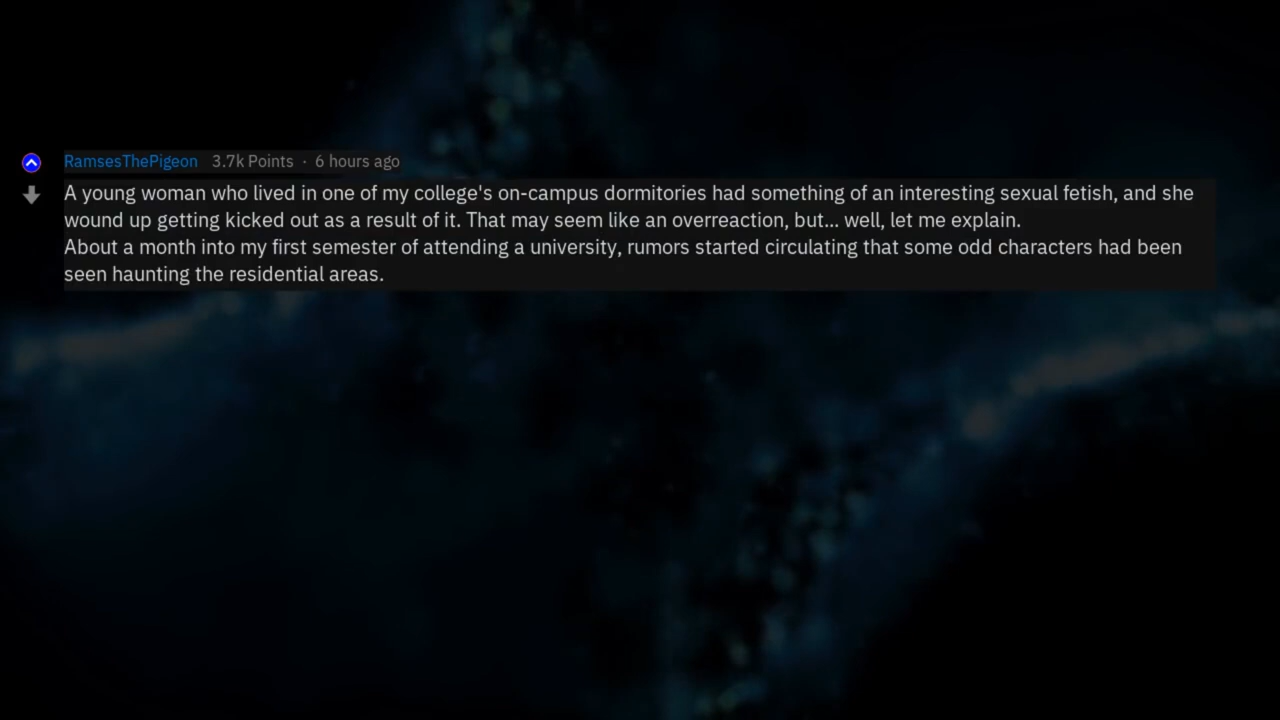 RamsesThePigeon 3.7k Points · 6 hours ago
A young woman who lived in one of my college's on-campus dormitories had something of an interesting sexual fetish, and she
wound up getting kicked out as a result of it. That may seem like an overreaction, but... well, let me explain.
About a month into my first semester of attending a university, rumors started circulating that some odd characters had been
seen haunting the residential areas.